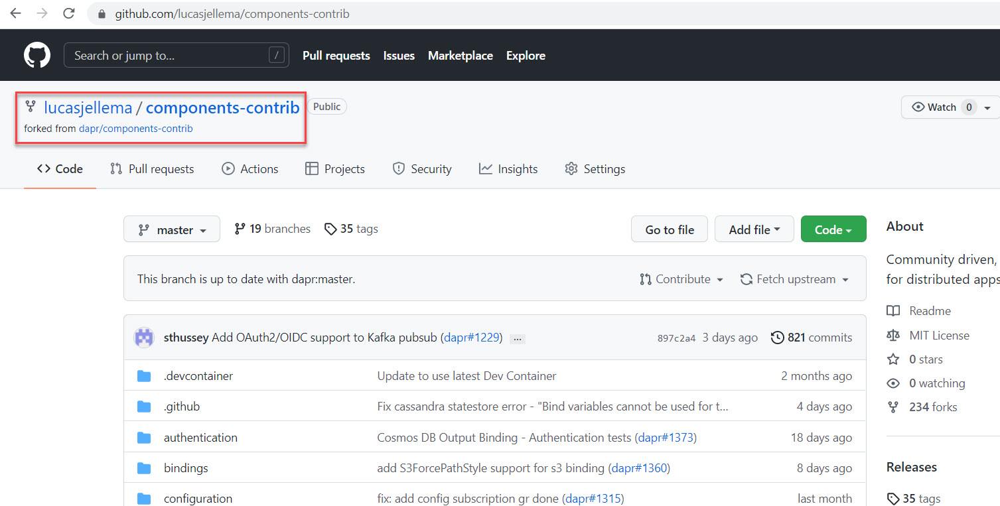 github.com/lucasjellema/components-contrib
Search or jump to... / Pull requests Issues Marketplace Explore
lucasjellema / components-contrib Public
Watch 0
forked from dapr/components-contrib
Code Pull requests Actions Projects Security Insights Settings
master 19 branches 35 tags Go to file Add file Code
This branch is up to date with dapr:master. Contribute Fetch upstream
sthussey Add OAuth2/OIDC support to Kafka pubsub (dapr#1229) ... 897c2a4 3 days ago 821 commits
.devcontainer Update to use latest Dev Container 2 months ago
.github Fix cassandra statestore error - "Bind variables cannot be used for t... 4 days ago
authentication Cosmos DB Output Binding - Authentication tests (dapr#1373) 18 days ago
bindings add S3ForcePathStyle support for s3 binding (dapr#1360) 8 days ago
configuration fix: add config subscription gr done (dapr#1315) last month
About
Community driven,
for distributed apps
Readme
MIT License
0 stars
0 watching
234 forks
Releases
35 tags